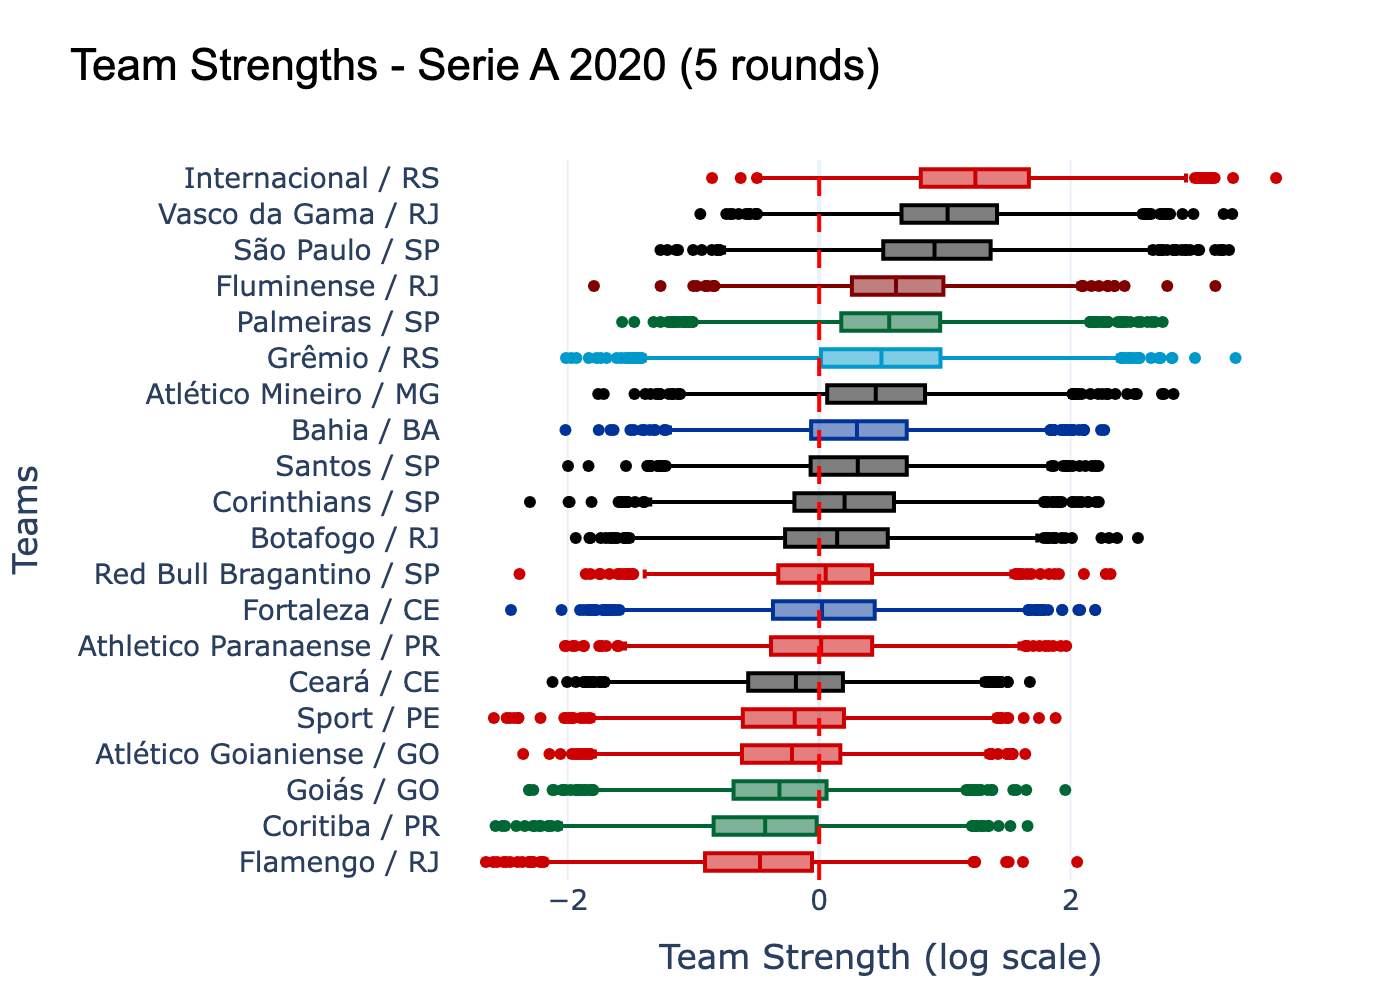 Team Strengths - Serie A 2020 (5 rounds)
Teams
Internacional / RS
Vasco da Gama / RJ
São Paulo / SP
Fluminense / RJ
Palmeiras / SP
Grêmio / RS
Atlético Mineiro / MG
Bahia / BA
Santos / SP
Corinthians / SP
Botafogo / RJ
Red Bull Bragantino / SP
Fortaleza / CE
Athletico Paranaense / PR
Ceará / CE
Sport / PE
Atlético Goianiense / GO
Goiás / GO
Coritiba / PR
Flamengo / RJ
−2 0 2
Team Strength (log scale)